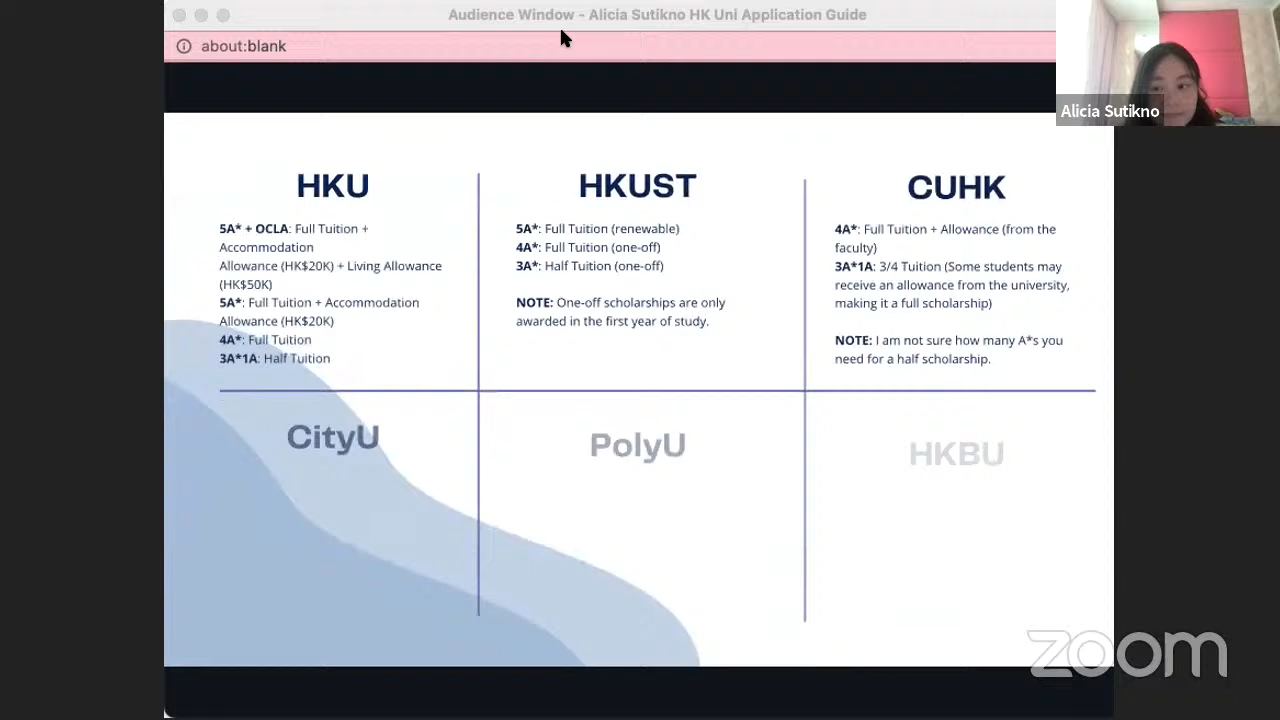 Audience Window - Alicia Sutikno HK Uni Application Guide
about:blank
Alicia Sutikno
HKU
5A* + OCLA: Full Tuition +
Accommodation
Allowance (HK$20K) + Living Allowance
(HK$50K)
5A*: Full Tuition + Accommodation
Allowance (HK$20K)
4A*: Full Tuition
3A*1A: Half Tuition
HKUST
5A*: Full Tuition (renewable)
4A*: Full Tuition (one-off)
3A*: Half Tuition (one-off)
NOTE: One-off scholarships are only
awarded in the first year of study.
CUHK
4A*: Full Tuition + Allowance (from the
faculty)
3A*1A: 3/4 Tuition (Some students may
receive an allowance from the university,
making it a full scholarship)
NOTE: I am not sure how many A*s you
need for a half scholarship.
CityU
PolyU
HKBU
zoom